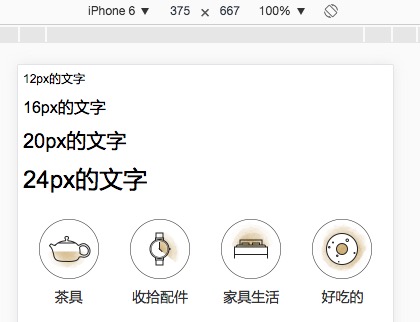 iPhone 6 ▼ 375 × 667 100% ▼
12px的文字
16px的文字
20px的文字
24px的文字
茶具 收拾配件 家具生活 好吃的